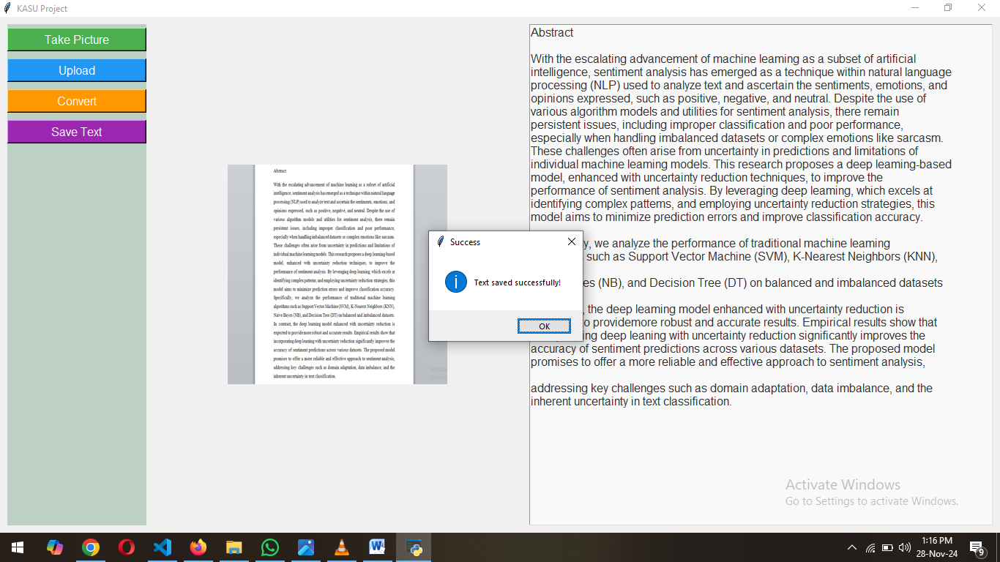 KASU Project
Take Picture
Upload
Convert
Save Text
Abstract
With the escalating advancement of machine learning as a subset of artificial
intelligence, sentiment analysis has emerged as a technique within natural language
processing (NLP) used to analyze text and ascertain the sentiments, emotions, and
opinions expressed, such as positive, negative, and neutral. Despite the use of
various algorithm models and utilities for sentiment analysis, there remain
persistent issues, including improper classification and poor performance,
especially when handling imbalanced datasets or complex emotions like sarcasm.
These challenges often arise from uncertainty in predictions and limitations of
individual machine learning models. This research proposes a deep learning-based
model, enhanced with uncertainty reduction techniques, to improve the
performance of sentiment analysis. By leveraging deep learning, which excels at
identifying complex patterns, and employing uncertainty reduction strategies, this
model aims to minimize prediction errors and improve classification accuracy.
Specifically, we analyze the performance of traditional machine learning
algorithms such as Support Vector Machine (SVM), K-Nearest Neighbors (KNN),
Naive Bayes (NB), and Decision Tree (DT) on balanced and imbalanced datasets.
In contrast, the deep learning model enhanced with uncertainty reduction is
expected to providemore robust and accurate results. Empirical results show that
incorporating deep learning with uncertainty reduction significantly improves the
accuracy of sentiment predictions across various datasets. The proposed model
promises to offer a more reliable and effective approach to sentiment analysis,
addressing key challenges such as domain adaptation, data imbalance, and the
inherent uncertainty in text classification.
Success
Text saved successfully!
OK
Abstract
With the escalating advancement of machine learning as a subset of artificial
intelligence, sentiment analysis has emerged as a technique within natural language
processing (NLP) used to analyze text and ascertain the sentiments, emotions, and
opinions expressed, such as positive, negative, and neutral. Despite the use of
various algorithm models and utilities for sentiment analysis, there remain
persistent issues, including improper classification and poor performance,
especially when handling imbalanced datasets or complex emotions like sarcasm.
These challenges often arise from uncertainty in predictions and limitations of
individual machine learning models. This research proposes a deep learning-based
model, enhanced with uncertainty reduction techniques, to improve the
performance of sentiment analysis. By leveraging deep learning, which excels at
identifying complex patterns, and employing uncertainty reduction strategies, this
model aims to minimize prediction errors and improve classification accuracy.
we analyze the performance of traditional machine learning
such as Support Vector Machine (SVM), K-Nearest Neighbors (KNN),
(NB), and Decision Tree (DT) on balanced and imbalanced datasets
the deep learning model enhanced with uncertainty reduction is
providemore robust and accurate results. Empirical results show that
deep leaning with uncertainty reduction significantly improves the
accuracy of sentiment predictions across various datasets. The proposed model
promises to offer a more reliable and effective approach to sentiment analysis,
addressing key challenges such as domain adaptation, data imbalance, and the
inherent uncertainty in text classification.
Activate Windows
Go to Settings to activate Windows.
1:16 PM
28-Nov-24
9